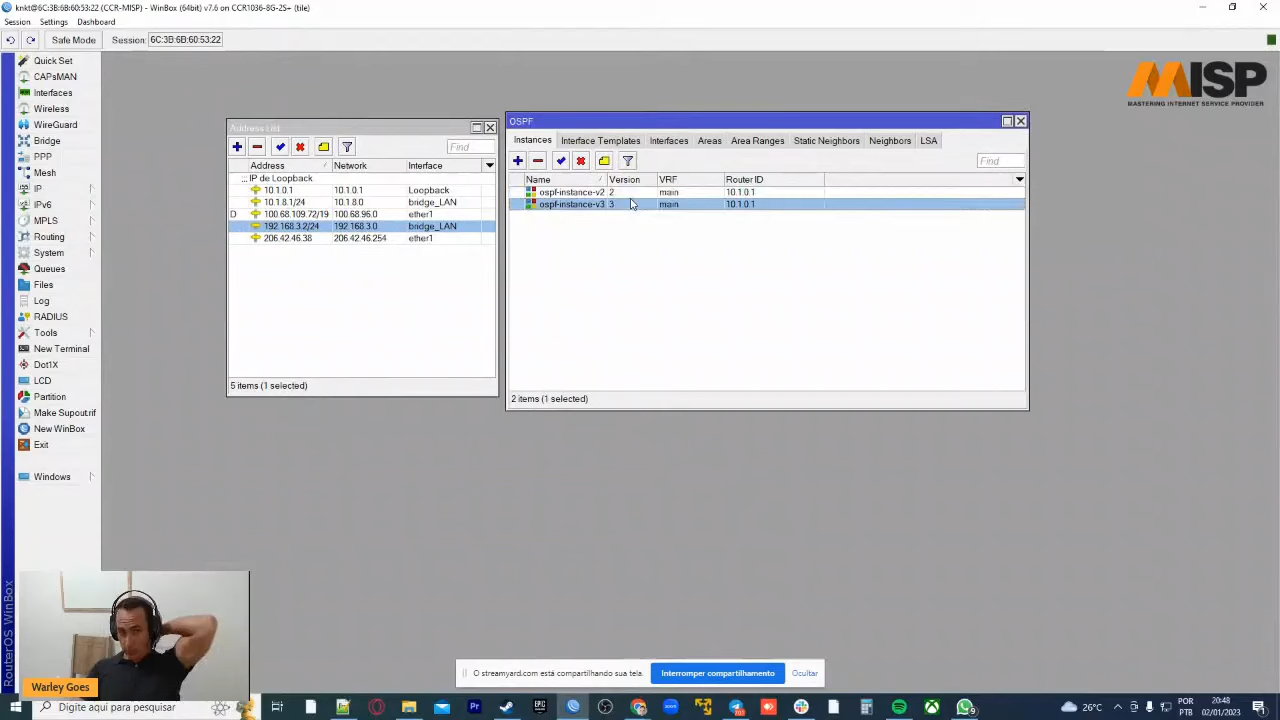 knkt@6C:3B:6B:60:53:22 (CCR-MISP) - WinBox (64bit) v7.6 on CCR1036-8G-2S+ (tile)
Session Settings Dashboard
Safe Mode Session: 6C:3B:6B:60:53:22
Quick Set
CAPsMAN
Interfaces
Wireless
WireGuard
Bridge
PPP
Mesh
IP
IPv6
MPLS
Routing
System
Queues
Files
Log
RADIUS
Tools
New Terminal
Dot1X
LCD
Partition
Make Supout.rif
New WinBox
Exit
Windows
RouterOS WinBox
MISP
MASTERING INTERNET SERVICE PROVIDER
Address List
Find
Address Network Interface
::: IP de Loopback
10.1.0.1 10.1.0.1 Loopback
10.1.8.1/24 10.1.8.0 bridge_LAN
D 100.68.109.72/19 100.68.96.0 ether1
192.168.3.2/24 192.168.3.0 bridge_LAN
206.42.46.38 206.42.46.254 ether1
5 items (1 selected)
OSPF
Instances Interface Templates Interfaces Areas Area Ranges Static Neighbors Neighbors LSA
Find
Name Version VRF Router ID
ospf-instance-v2 2 main 10.1.0.1
ospf-instance-v3 3 main 10.1.0.1
2 items (1 selected)
Warley Goes
O streamyard.com está compartilhando sua tela. Interromper compartilhamento Ocultar
Digite aqui para pesquisar
26°C
POR
PTB
20:48
02/01/2023